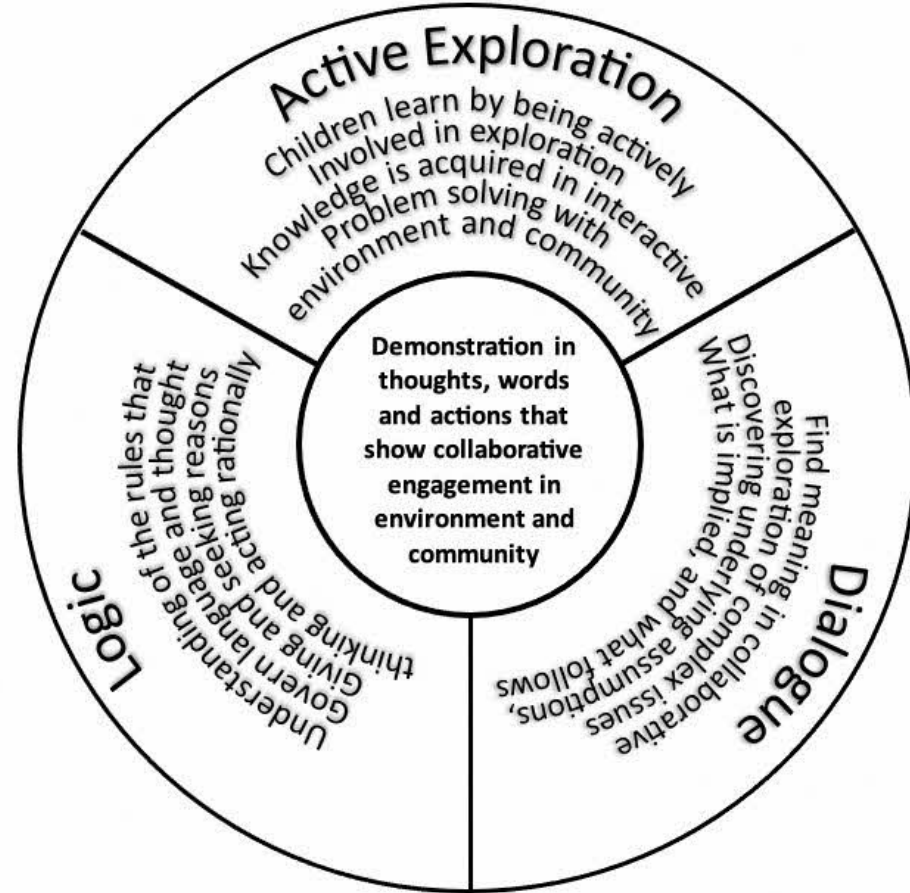 Active Exploration
Children learn by being actively
Involved in exploration
Knowledge is acquired in interactive
Problem solving with
environment and community
Demonstration in
thoughts, words
and actions that
show collaborative
engagement in
environment and
community
Dialogue
Find meaning in collaborative
exploration of complex issues
Discovering underlying assumptions,
What is implied, and what follows
Logic
Understanding of the rules that
Govern language and thought
Giving and seeking reasons
thinking and acting rationally